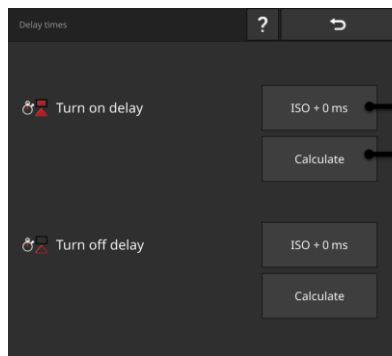 Delay times
?
Turn on delay
ISO + 0 ms
Calculate
Turn off delay
ISO + 0 ms
Calculate